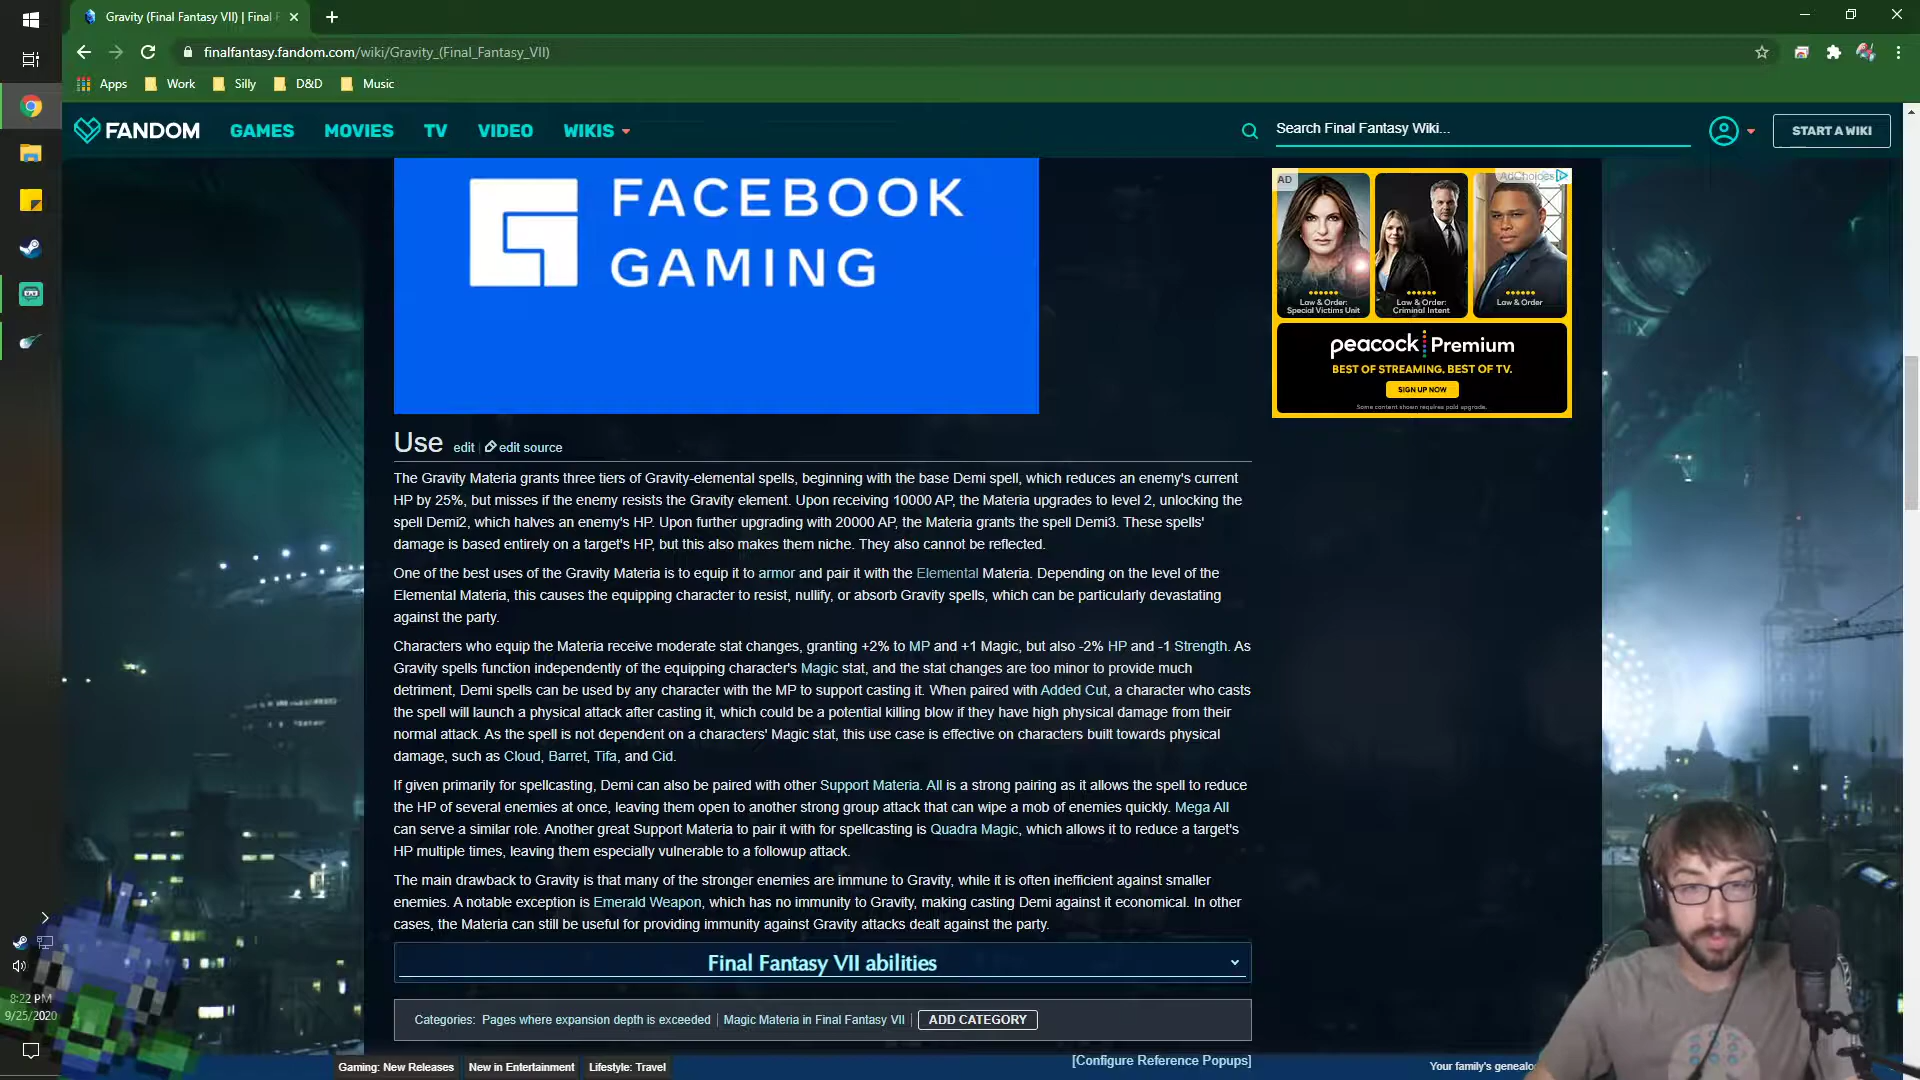 Gravity (Final Fantasy VII) | Final F
finalfantasy.fandom.com/wiki/Gravity_(Final_Fantasy_VII)
Apps Work Silly D&D Music
FANDOM GAMES MOVIES TV VIDEO WIKIS Search Final Fantasy Wiki... START A WIKI
FACEBOOK
GAMING
AD AdChoices
Law & Order:
Special Victims Unit
Law & Order:
Criminal Intent
Law & Order
peacock Premium
BEST OF STREAMING. BEST OF TV.
SIGN UP NOW
Some content shown requires paid upgrade.
Use edit edit source
The Gravity Materia grants three tiers of Gravity-elemental spells, beginning with the base Demi spell, which reduces an enemy's current
HP by 25%, but misses if the enemy resists the Gravity element. Upon receiving 10000 AP, the Materia upgrades to level 2, unlocking the
spell Demi2, which halves an enemy's HP. Upon further upgrading with 20000 AP, the Materia grants the spell Demi3. These spells'
damage is based entirely on a target's HP, but this also makes them niche. They also cannot be reflected.
One of the best uses of the Gravity Materia is to equip it to armor and pair it with the Elemental Materia. Depending on the level of the
Elemental Materia, this causes the equipping character to resist, nullify, or absorb Gravity spells, which can be particularly devastating
against the party.
Characters who equip the Materia receive moderate stat changes, granting +2% to MP and +1 Magic, but also -2% HP and -1 Strength. As
Gravity spells function independently of the equipping character's Magic stat, and the stat changes are too minor to provide much
detriment, Demi spells can be used by any character with the MP to support casting it. When paired with Added Cut, a character who casts
the spell will launch a physical attack after casting it, which could be a potential killing blow if they have high physical damage from their
normal attack. As the spell is not dependent on a characters' Magic stat, this use case is effective on characters built towards physical
damage, such as Cloud, Barret, Tifa, and Cid.
If given primarily for spellcasting, Demi can also be paired with other Support Materia. All is a strong pairing as it allows the spell to reduce
the HP of several enemies at once, leaving them open to another strong group attack that can wipe a mob of enemies quickly. Mega All
can serve a similar role. Another great Support Materia to pair it with for spellcasting is Quadra Magic, which allows it to reduce a target's
HP multiple times, leaving them especially vulnerable to a followup attack.
The main drawback to Gravity is that many of the stronger enemies are immune to Gravity, while it is often inefficient against smaller
enemies. A notable exception is Emerald Weapon, which has no immunity to Gravity, making casting Demi against it economical. In other
cases, the Materia can still be useful for providing immunity against Gravity attacks dealt against the party.
Final Fantasy VII abilities
Categories: Pages where expansion depth is exceeded | Magic Materia in Final Fantasy VII | ADD CATEGORY
[Configure Reference Popups]
Gaming: New Releases New in Entertainment Lifestyle: Travel Your family's genealo
8:22 PM
9/25/2020